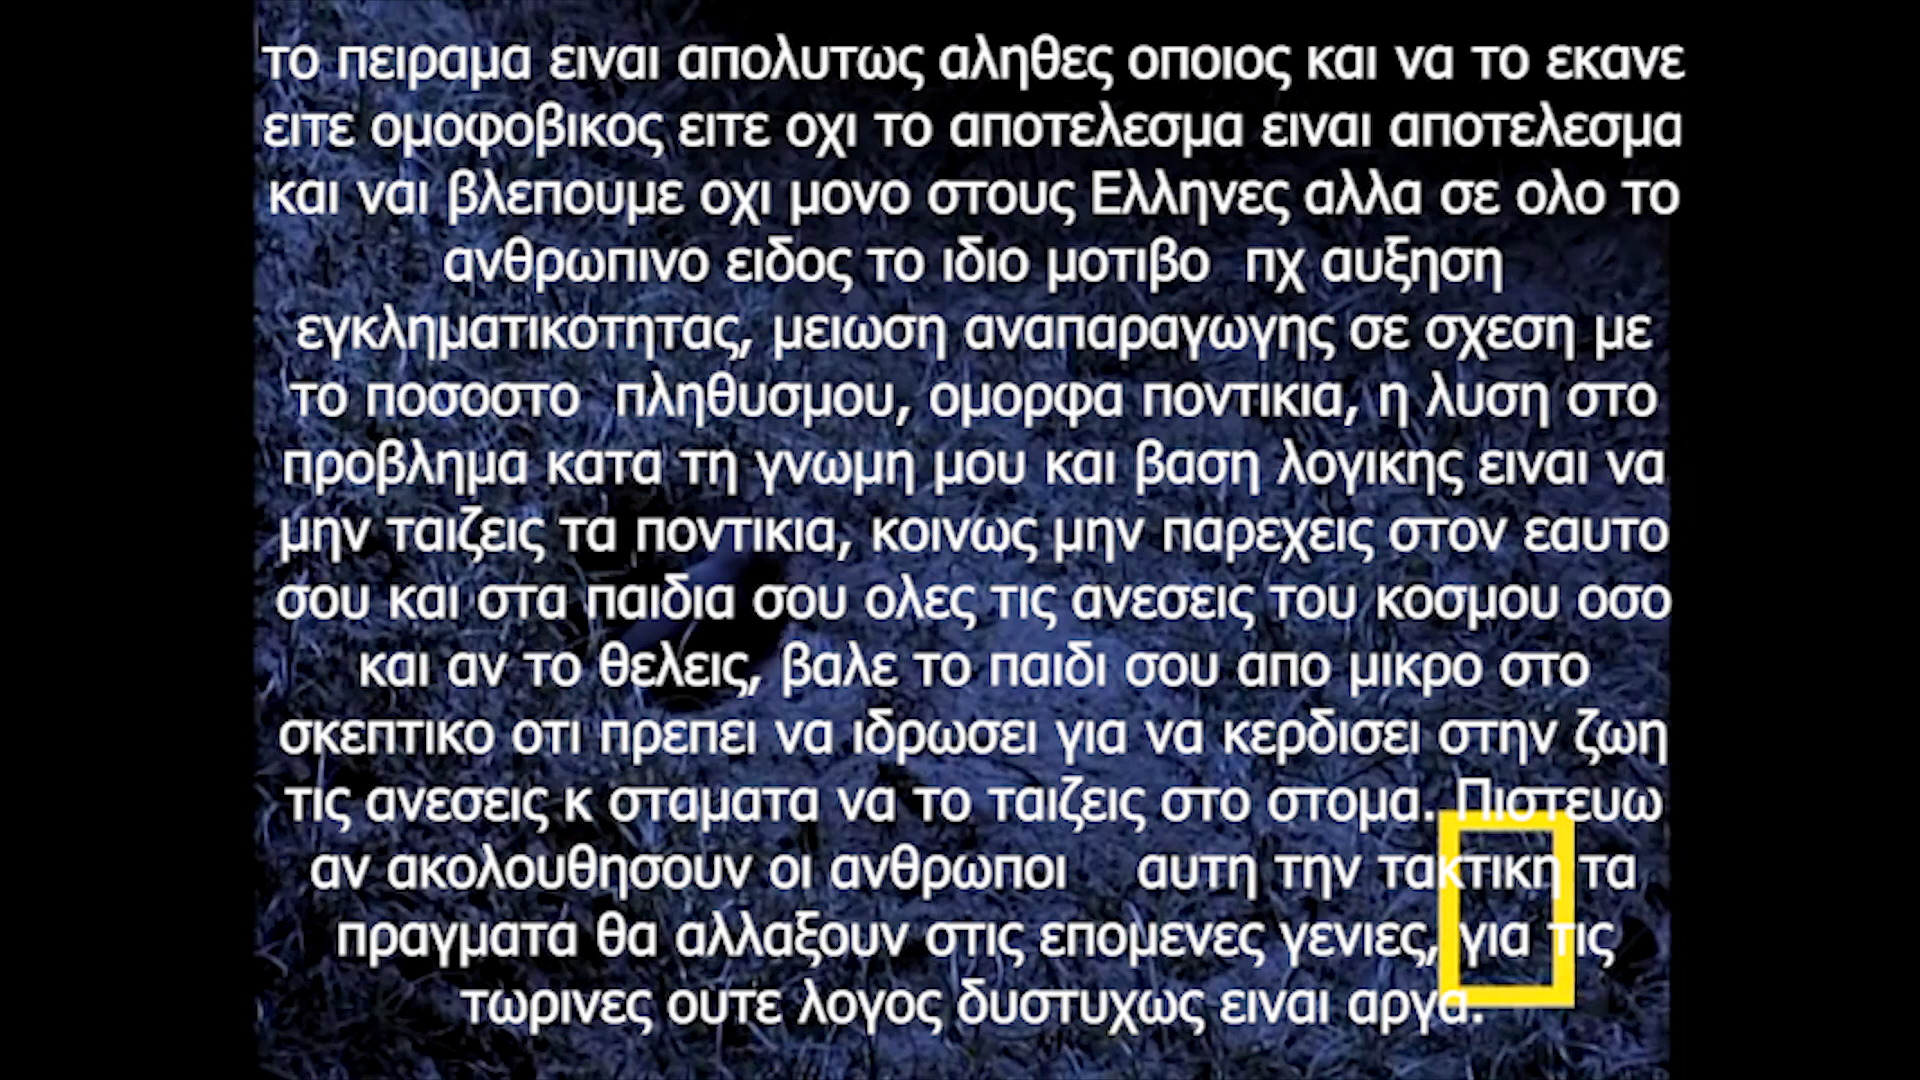 το πειραμα ειναι απολυτως αληθες οποιος και να το εκανε
ειτε ομοφοβικος ειτε οχι το αποτελεσμα ειναι αποτελεσμα
και ναι βλεπουμε οχι μονο στους Ελληνες αλλα σε ολο το
ανθρωπινο ειδος το ιδιο μοτιβο  πχ αυξηση
εγκληματικοτητας, μειωση αναπαραγωγης σε σχεση με
το ποσοστο  πληθυσμου, ομορφα ποντικια, η λυση στο
προβλημα κατα τη γνωμη μου και βαση λογικης ειναι να
μην ταιζεις τα ποντικια, κοινως μην παρεχεις στον εαυτο
σου και στα παιδια σου ολες τις ανεσεις του κοσμου οσο
και αν το θελεις, βαλε το παιδι σου απο μικρο στο
σκεπτικο οτι πρεπει να ιδρωσει για να κερδισει στην ζωη
τις ανεσεις κ σταματα να το ταιζεις στο στομα. Πιστευω
αν ακολουθησουν οι ανθρωποι    αυτη την τακτικη τα
πραγματα θα αλλαξουν στις επομενες γενιες, για τις
τωρινες ουτε λογος δυστυχως ειναι αργα.